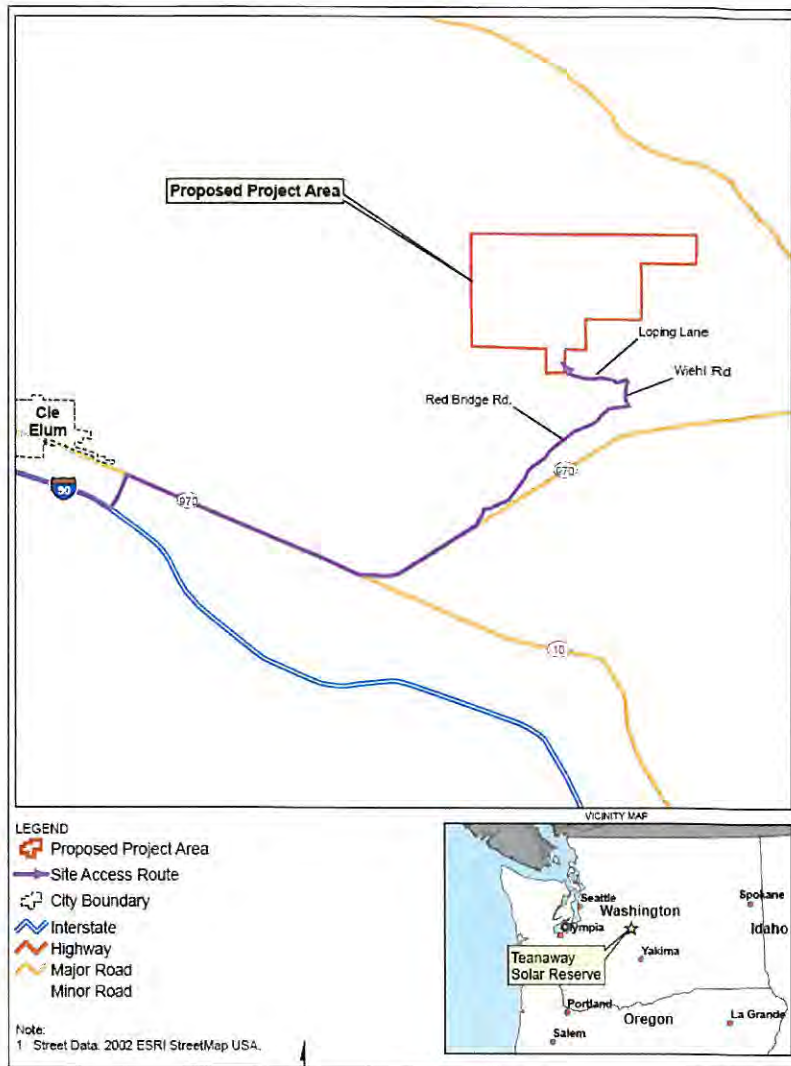 Proposed Project Area
Loping Lane
Wiehl Rd
Red Bridge Rd.
Cle
Elum
970
90
970
10
VICINITY MAP
LEGEND
Proposed Project Area
Site Access Route
City Boundary
Interstate
Highway
Major Road
Minor Road
Note:
1 Street Data: 2002 ESRI StreetMap USA.
Seattle
Spokane
Washington
Olympia
Idaho
Teanaway
Solar Reserve
Yakima
Portland
Oregon
La Grande
Salem